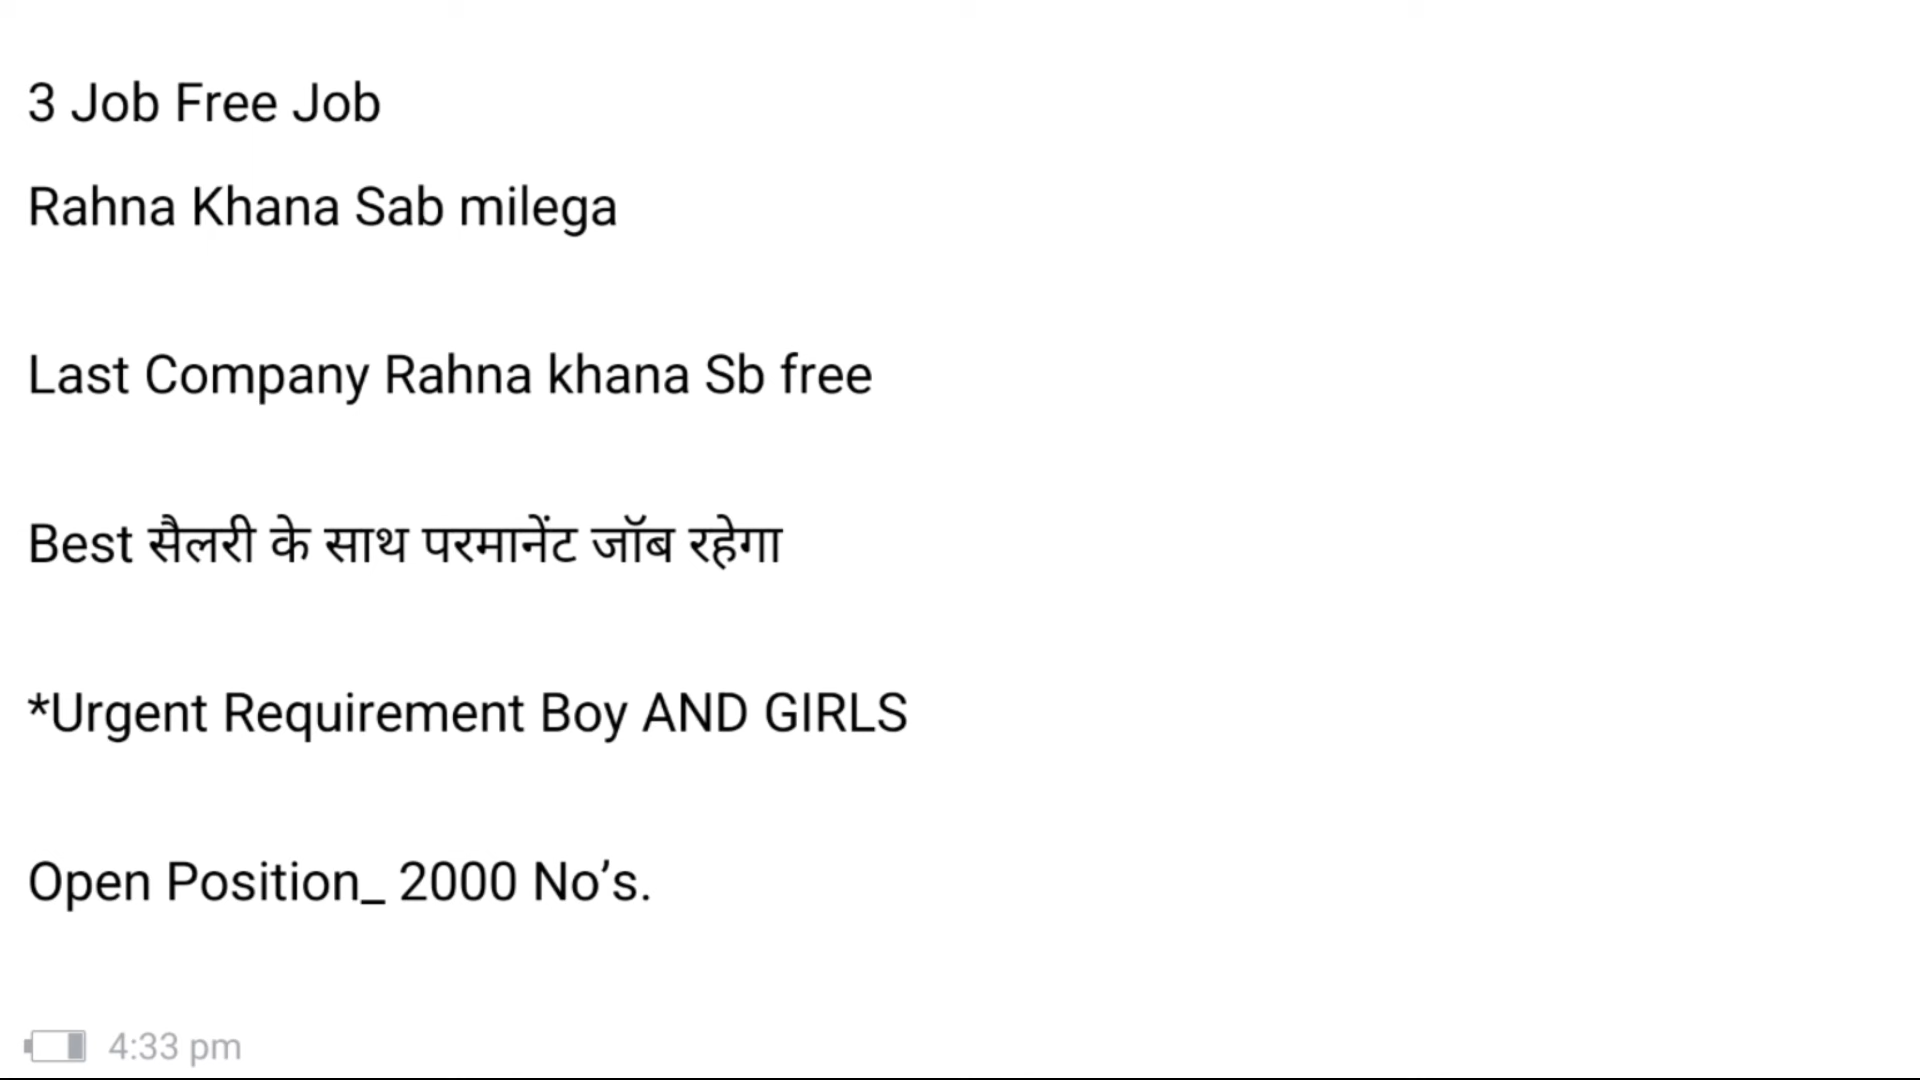 3 Job Free Job
Rahna Khana Sab milega
Last Company Rahna khana Sb free
Best सैलरी के साथ परमानेंट जॉब रहेगा
*Urgent Requirement Boy AND GIRLS
Open Position_ 2000 No’s.
4:33 pm